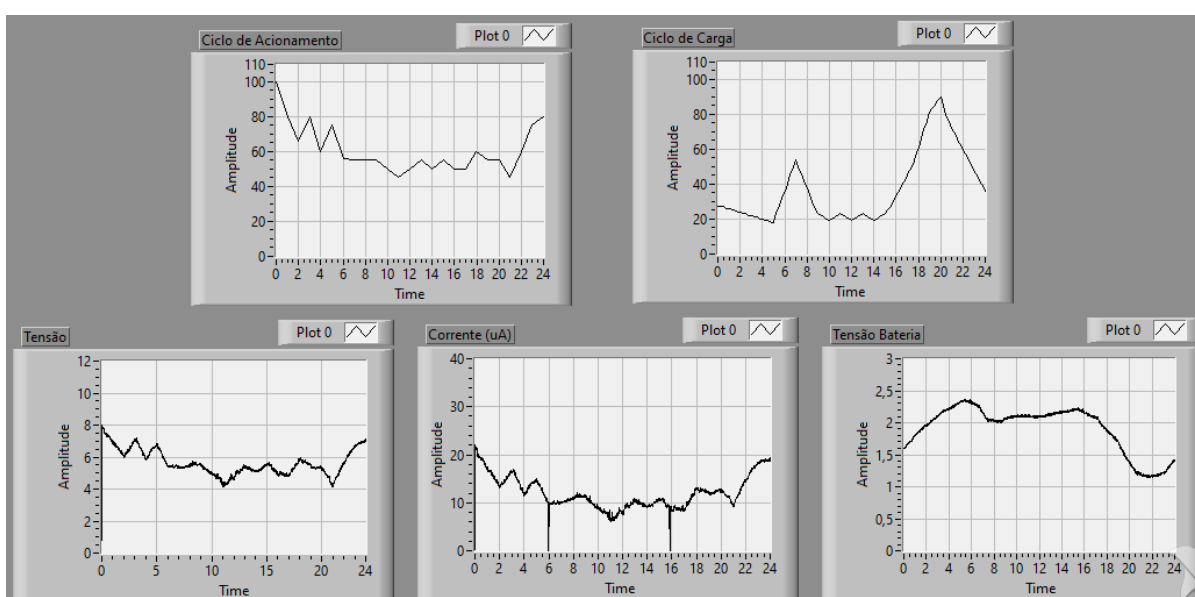 Ciclo de Acionamento
Plot 0
110
100
80
60
40
20
0
Amplitude
0 2 4 6 8 10 12 14 16 18 20 22 24
Time
Ciclo de Carga
Plot 0
110
100
80
60
40
20
0
Amplitude
0 2 4 6 8 10 12 14 16 18 20 22 24
Time
Tensão
Plot 0
12
10
8
6
4
2
0
Amplitude
0 5 10 15 20 24
Time
Corrente (uA)
Plot 0
40
30
20
10
0
Amplitude
0 2 4 6 8 10 12 14 16 18 20 22 24
Time
Tensão Bateria
Plot 0
3
2,5
2
1,5
1
0,5
0
Amplitude
0 2 4 6 8 10 12 14 16 18 20 22 24
Time